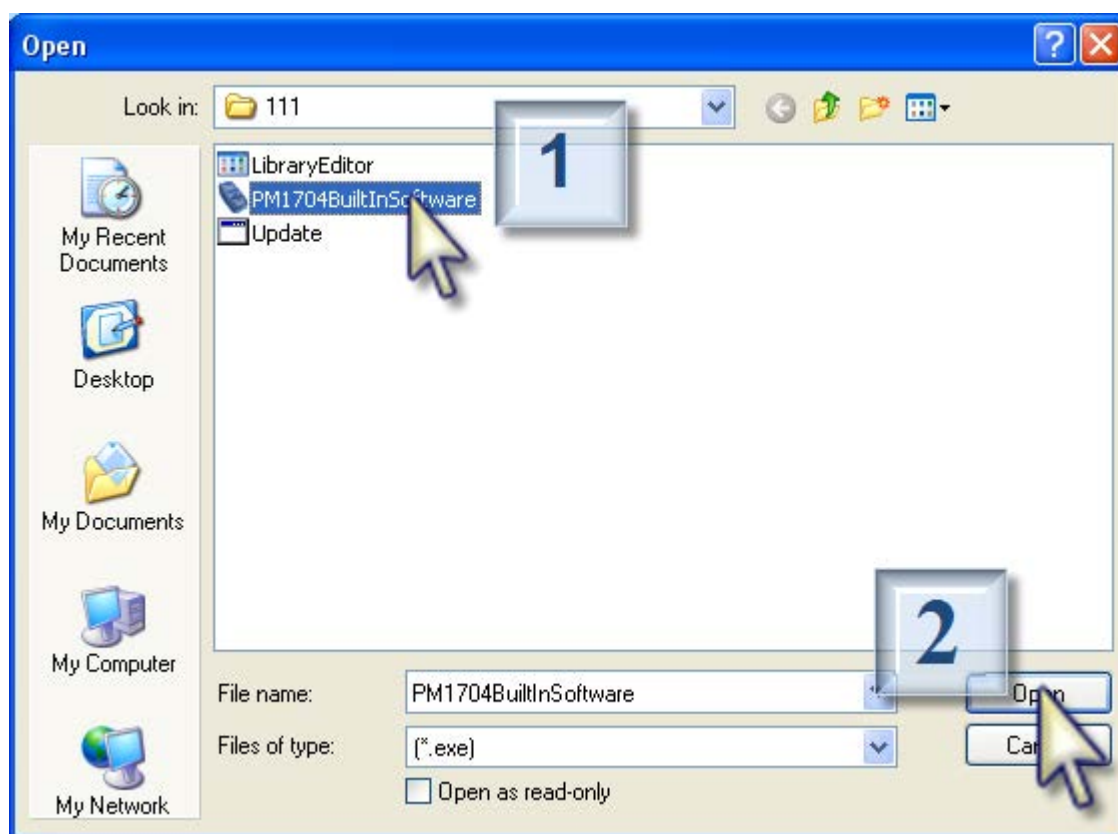 Open
Look in:
111
1
LibraryEditor
PM1704BuiltInSoftware
Update
My Recent
Documents
Desktop
My Documents
My Computer
My Network
2
File name:
PM1704BuiltInSoftware
Open
Files of type:
(*.exe)
Open as read-only